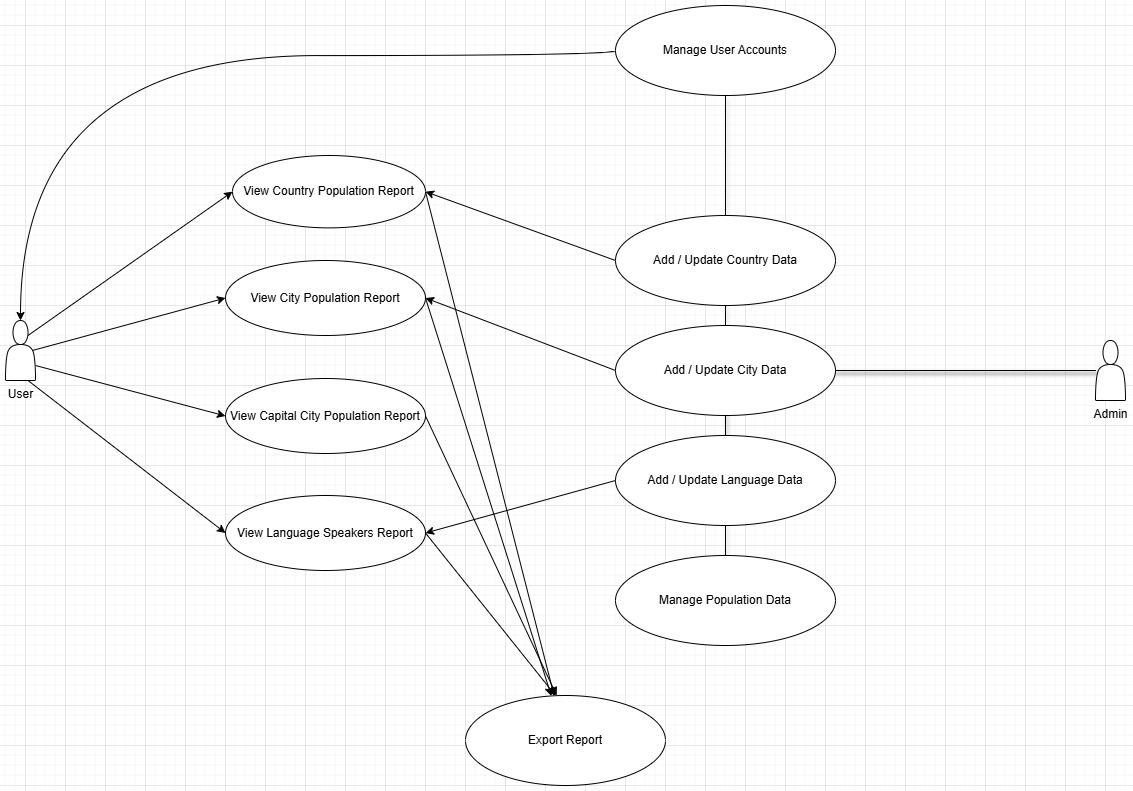 Manage User Accounts
View Country Population Report
Add / Update Country Data
View City Population Report
Add / Update City Data
User
Admin
View Capital City Population Report
Add / Update Language Data
View Language Speakers Report
Manage Population Data
Export Report